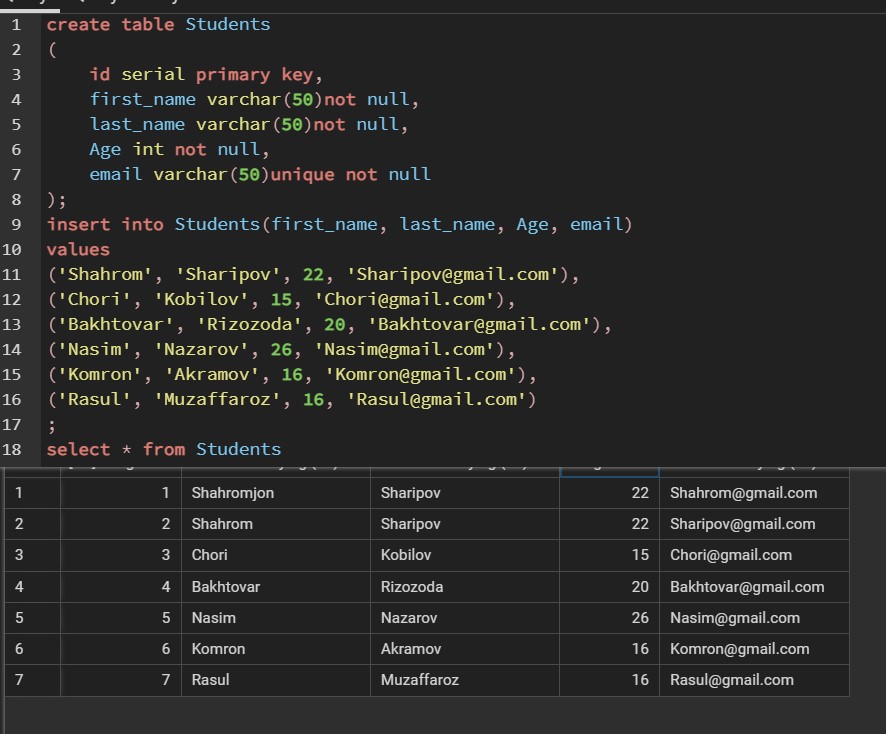 1 create table Students
2 (
3 id serial primary key,
4 first_name varchar(50)not null,
5 last_name varchar(50)not null,
6 Age int not null,
7 email varchar(50)unique not null
8 );
9 insert into Students(first_name, last_name, Age, email)
10 values
11 ('Shahrom', 'Sharipov', 22, 'Sharipov@gmail.com'),
12 ('Chori', 'Kobilov', 15, 'Chori@gmail.com'),
13 ('Bakhtovar', 'Rizozoda', 20, 'Bakhtovar@gmail.com'),
14 ('Nasim', 'Nazarov', 26, 'Nasim@gmail.com'),
15 ('Komron', 'Akramov', 16, 'Komron@gmail.com'),
16 ('Rasul', 'Muzaffaroz', 16, 'Rasul@gmail.com')
17 ;
18 select * from Students
1 1 Shahromjon Sharipov 22 Shahrom@gmail.com
2 2 Shahrom Sharipov 22 Sharipov@gmail.com
3 3 Chori Kobilov 15 Chori@gmail.com
4 4 Bakhtovar Rizozoda 20 Bakhtovar@gmail.com
5 5 Nasim Nazarov 26 Nasim@gmail.com
6 6 Komron Akramov 16 Komron@gmail.com
7 7 Rasul Muzaffaroz 16 Rasul@gmail.com